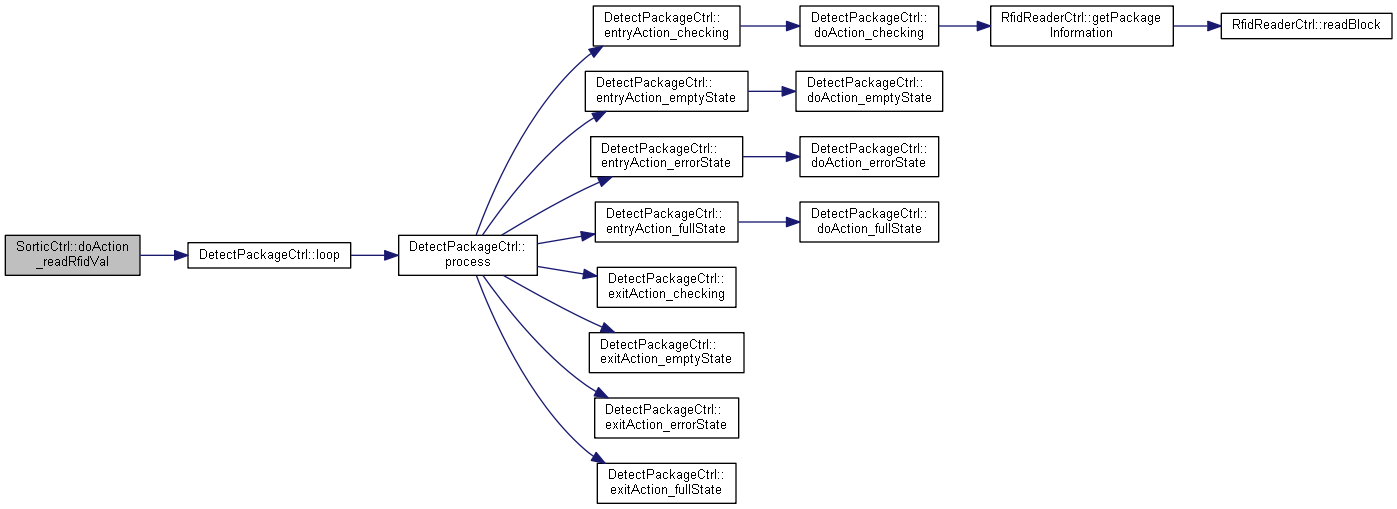 SorticCtrl::doAction
_readRfidVal
DetectPackageCtrl::loop
DetectPackageCtrl::
process
DetectPackageCtrl::
entryAction_checking
DetectPackageCtrl::
doAction_checking
RfidReaderCtrl::getPackage
Information
RfidReaderCtrl::readBlock
DetectPackageCtrl::
entryAction_emptyState
DetectPackageCtrl::
doAction_emptyState
DetectPackageCtrl::
entryAction_errorState
DetectPackageCtrl::
doAction_errorState
DetectPackageCtrl::
entryAction_fullState
DetectPackageCtrl::
doAction_fullState
DetectPackageCtrl::
exitAction_checking
DetectPackageCtrl::
exitAction_emptyState
DetectPackageCtrl::
exitAction_errorState
DetectPackageCtrl::
exitAction_fullState